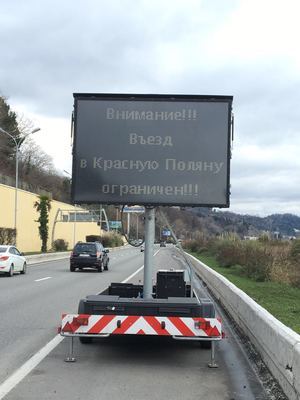 Внимание!!!
Въезд
в Красную Поляну
ограничен!!!